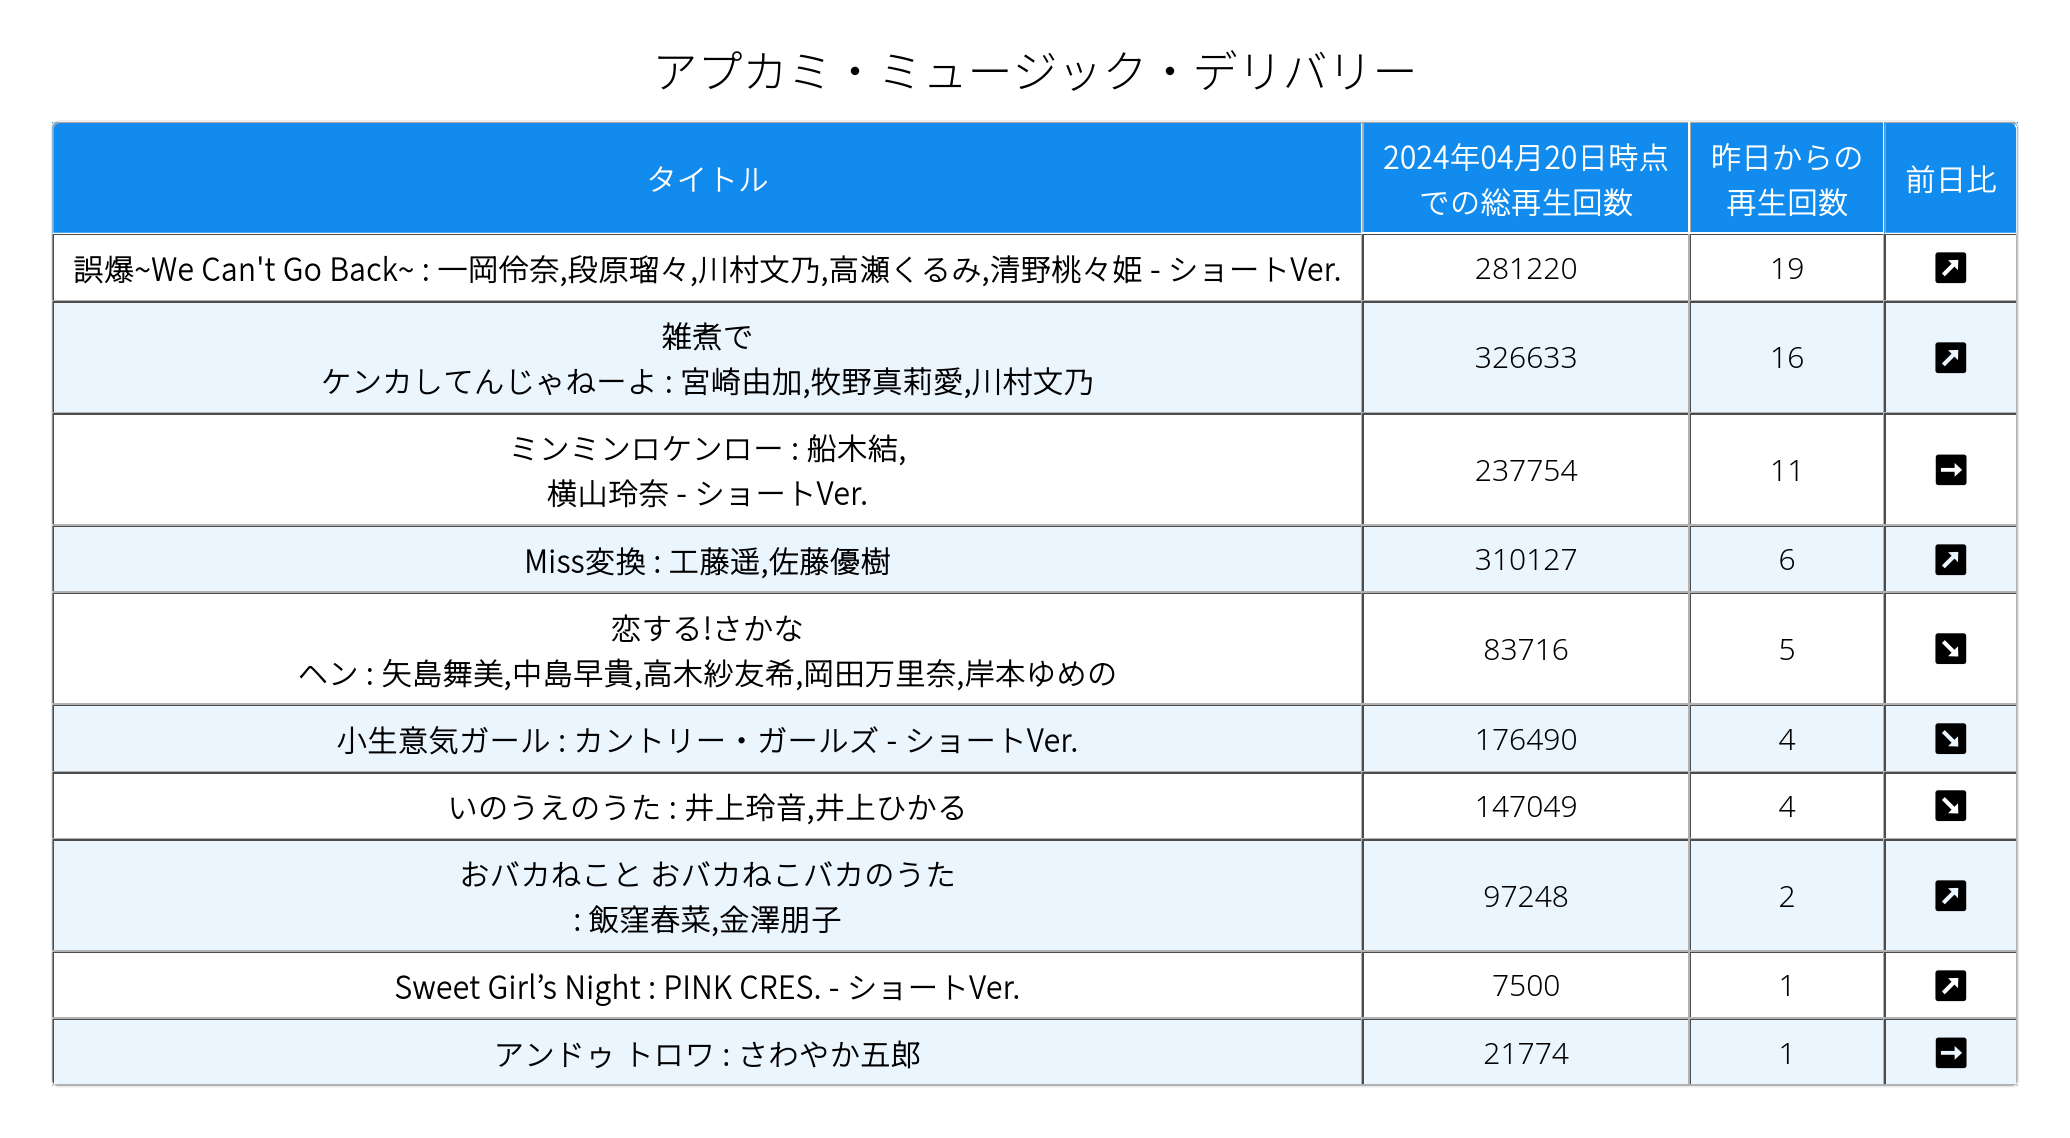 アプカミ・ミュージック・デリバリー
タイトル
2024年04月20日時点
での総再生回数
昨日からの
再生回数
前日比
誤爆~We Can't Go Back~ : 一岡伶奈,段原瑠々,川村文乃,高瀬くるみ,清野桃々姫 - ショートVer.
281220
19
雑煮で
ケンカしてんじゃねーよ : 宮崎由加,牧野真莉愛,川村文乃
326633
16
ミンミンロケンロー : 船木結,
横山玲奈 - ショートVer.
237754
11
Miss変換 : 工藤遥,佐藤優樹
310127
6
恋する!さかな
ヘン : 矢島舞美,中島早貴,高木紗友希,岡田万里奈,岸本ゆめの
83716
5
小生意気ガール : カントリー・ガールズ - ショートVer.
176490
4
いのうえのうた : 井上玲音,井上ひかる
147049
4
おバカねこと おバカねこバカのうた
: 飯窪春菜,金澤朋子
97248
2
Sweet Girl’s Night : PINK CRES. - ショートVer.
7500
1
アンドゥ トロワ : さわやか五郎
21774
1